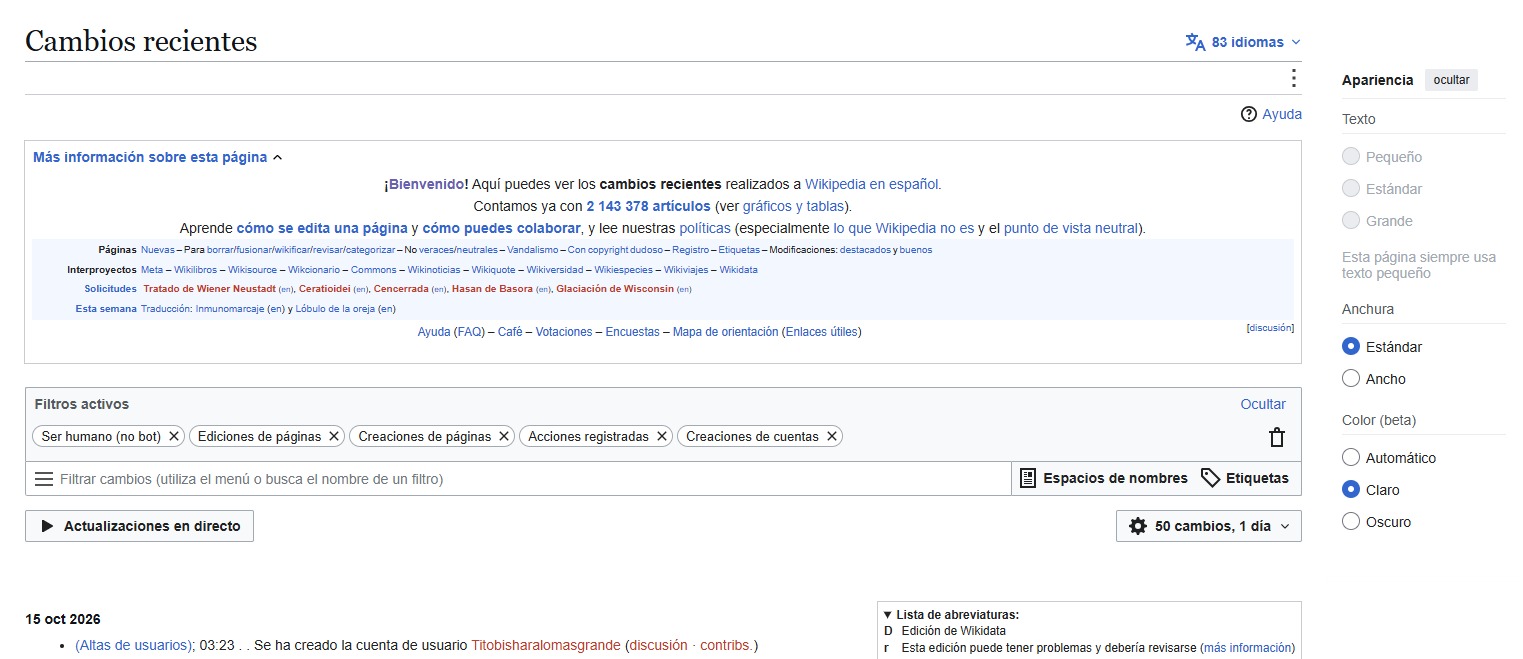 Cambios recientes
83 idiomas
Ayuda
Más información sobre esta página
¡Bienvenido! Aquí puedes ver los cambios recientes realizados a Wikipedia en español.
Contamos ya con 2 143 378 artículos (ver gráficos y tablas).
Aprende cómo se edita una página y cómo puedes colaborar, y lee nuestras políticas (especialmente lo que Wikipedia no es y el punto de vista neutral).
Páginas Nuevas – Para borrar/fusionar/wikificar/revisar/categorizar – No veraces/neutrales – Vandalismo – Con copyright dudoso – Registro – Etiquetas – Modificaciones: destacados y buenos
Interproyectos Meta – Wikilibros – Wikisource – Wikcionario – Commons – Wikinoticias – Wikiquote – Wikiversidad – Wikiespecies – Wikiviajes – Wikidata
Solicitudes Tratado de Wiener Neustadt (en), Ceratioidei (en), Cencerrada (en), Hasan de Basora (en), Glaciación de Wisconsin (en)
Esta semana Traducción: Inmunomarcaje (en) y Lóbulo de la oreja (en)
Ayuda (FAQ) – Café – Votaciones – Encuestas – Mapa de orientación (Enlaces útiles)
[discusión]
Filtros activos
Ocultar
Ser humano (no bot) Ediciones de páginas Creaciones de páginas Acciones registradas Creaciones de cuentas
Filtrar cambios (utiliza el menú o busca el nombre de un filtro)
Espacios de nombres Etiquetas
Actualizaciones en directo
50 cambios, 1 día
15 oct 2026
• (Altas de usuarios); 03:23 . . Se ha creado la cuenta de usuario Titobisharalomasgrande (discusión · contribs.)
▼ Lista de abreviaturas:
D Edición de Wikidata
r Esta edición puede tener problemas y debería revisarse (más información)
Apariencia ocultar
Texto
Pequeño
Estándar
Grande
Esta página siempre usa
texto pequeño
Anchura
Estándar
Ancho
Color (beta)
Automático
Claro
Oscuro